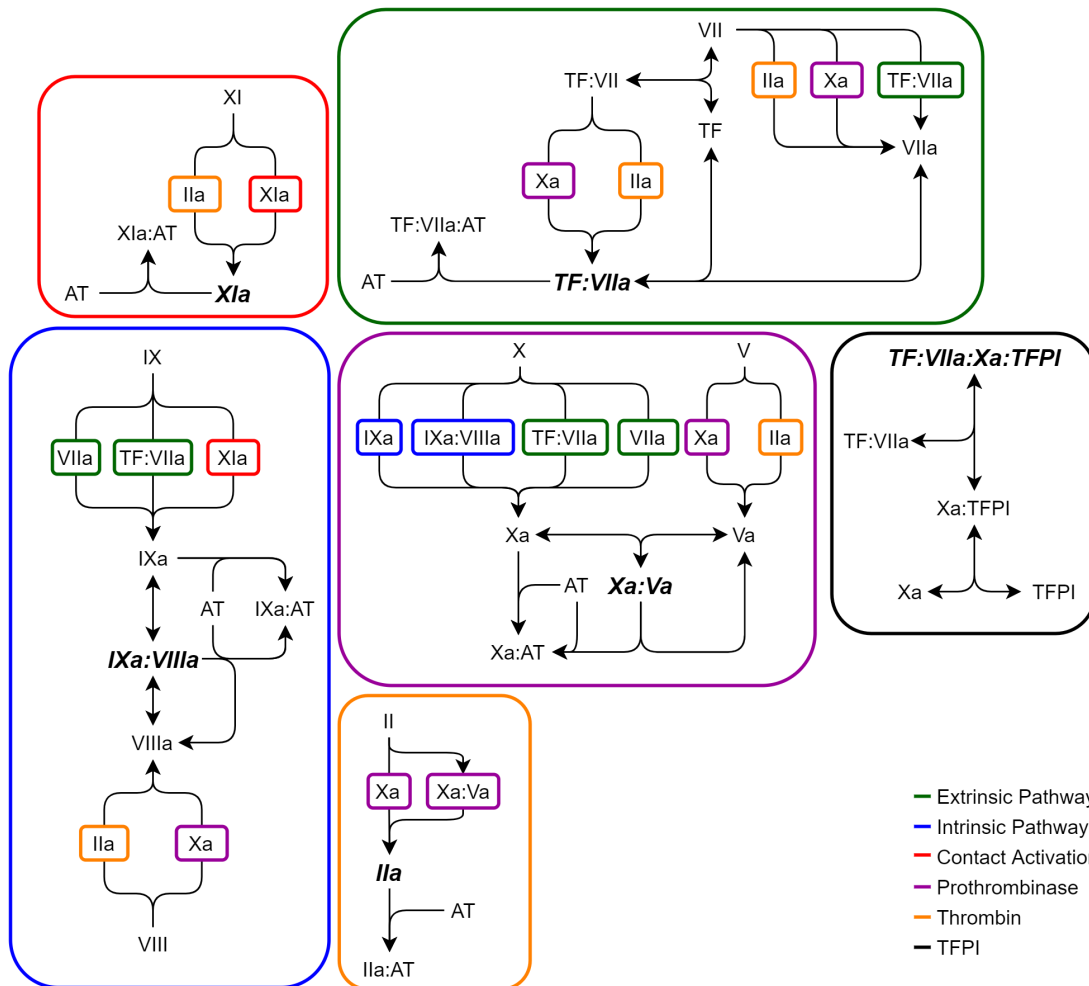 XI
IIa
XIa
XIa:AT
AT
XIa
VII
TF:VII
IIa
Xa
TF:VIIa
TF
VIIa
Xa
IIa
TF:VIIa:AT
AT
TF:VIIa
IX
VIIa
TF:VIIa
XIa
IXa
AT
IXa:AT
IXa:VIIIa
VIIIa
IIa
Xa
VIII
X
V
IXa
IXa:VIIIa
TF:VIIa
VIIa
Xa
IIa
Xa
Va
AT
Xa:Va
Xa:AT
TF:VIIa:Xa:TFPI
TF:VIIa
Xa:TFPI
Xa
TFPI
II
Xa
Xa:Va
IIa
AT
IIa:AT
Extrinsic Pathway
Intrinsic Pathway
Contact Activation
Prothrombinase
Thrombin
TFPI